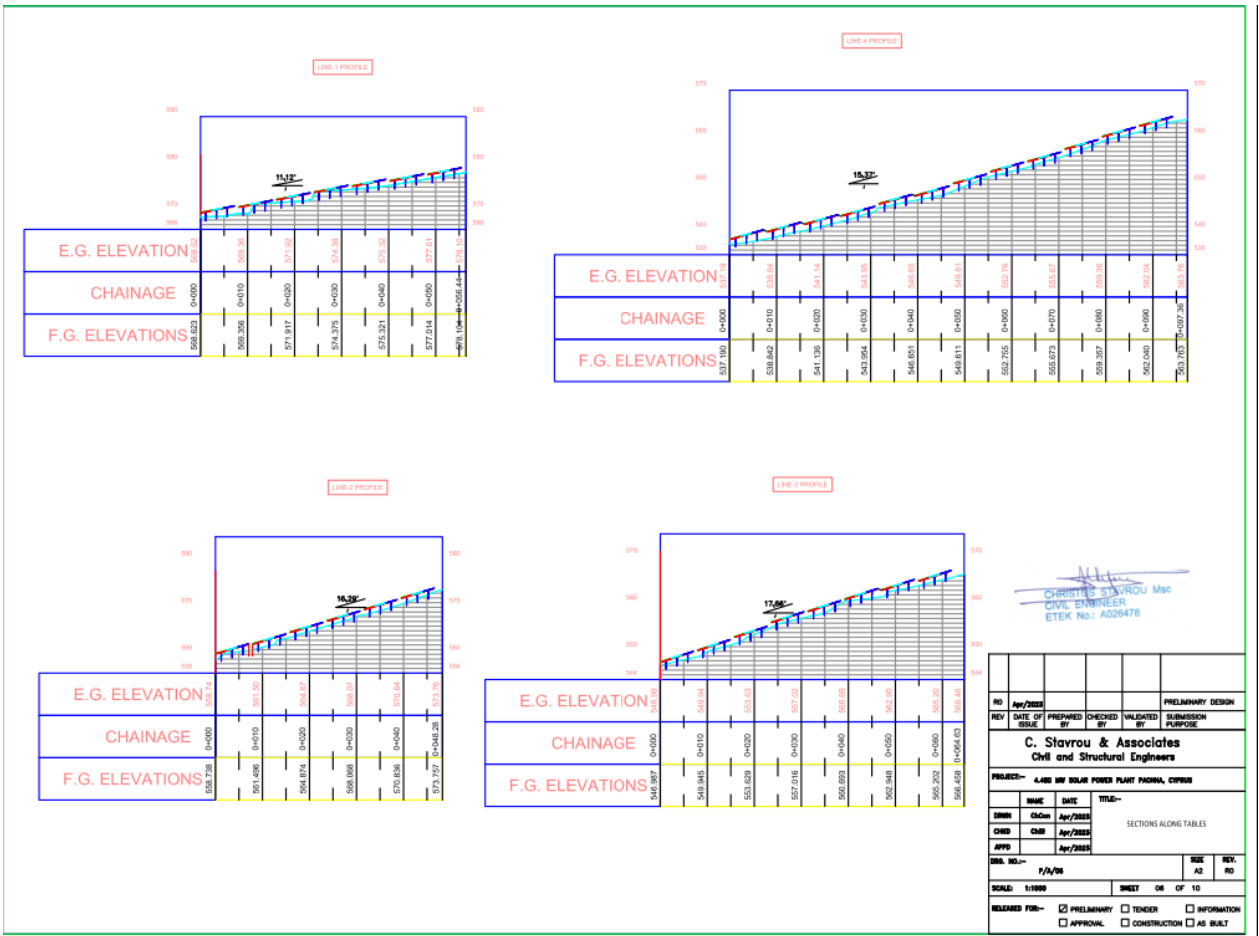 LINE-1 PROFILE
590
590
580
580
11.12°
570
570
566
566
E.G. ELEVATION 568.62 569.36 571.92 574.38 575.32 577.01 578.10
CHAINAGE 0+000 0+010 0+020 0+030 0+040 0+050 0+056.44
F.G. ELEVATIONS 568.623 569.356 571.917 574.375 575.321 577.014 578.104
LINE-4 PROFILE
570
570
560
560
550
550
15.37°
540
540
535
535
E.G. ELEVATION 537.19 538.84 541.14 543.95 546.65 549.61 552.76 555.67 559.36 562.04 563.76
CHAINAGE 0+000 0+010 0+020 0+030 0+040 0+050 0+060 0+070 0+080 0+090 0+097.36
F.G. ELEVATIONS 537.190 538.842 541.136 543.954 546.651 549.611 552.755 555.673 559.357 562.040 563.763
LINE-2 PROFILE
580
580
570
570
16.29°
560
560
E.G. ELEVATION 558.74 561.50 564.87 568.07 570.84 573.76
CHAINAGE 0+000 0+010 0+020 0+030 0+040 0+048.28
F.G. ELEVATIONS 558.738 561.496 564.874 568.068 570.836 573.757
LINE-3 PROFILE
570
570
560
560
17.66°
550
550
544
544
E.G. ELEVATION 546.99 549.94 553.63 557.02 560.69 562.95 565.20 566.46
CHAINAGE 0+000 0+010 0+020 0+030 0+040 0+050 0+060 0+064.63
F.G. ELEVATIONS 546.987 549.945 553.629 557.016 560.693 562.948 565.202 566.458
CHRISTOS STAVROU Msc
CIVIL ENGINEER
ETEK No.: A026478
R0 Apr/2023 PRELIMINARY DESIGN
REV DATE OF ISSUE PREPARED BY CHECKED BY VALIDATED BY SUBMISSION PURPOSE
C. Stavrou & Associates
Civil and Structural Engineers
PROJECT:- 4.480 MW SOLAR POWER PLANT PACHNA, CYPRUS
NAME DATE TITLE:-
DRWN ChCon Apr/2023
SECTIONS ALONG TABLES
CHKD Apr/2023
APPD Apr/2023
DRG. NO.:- SIZE REV.
P/A/06 A2 R0
SCALE: 1:1000 SHEET 06 OF 10
RELEASED FOR:- PRELIMINARY TENDER INFORMATION
APPROVAL CONSTRUCTION AS BUILT